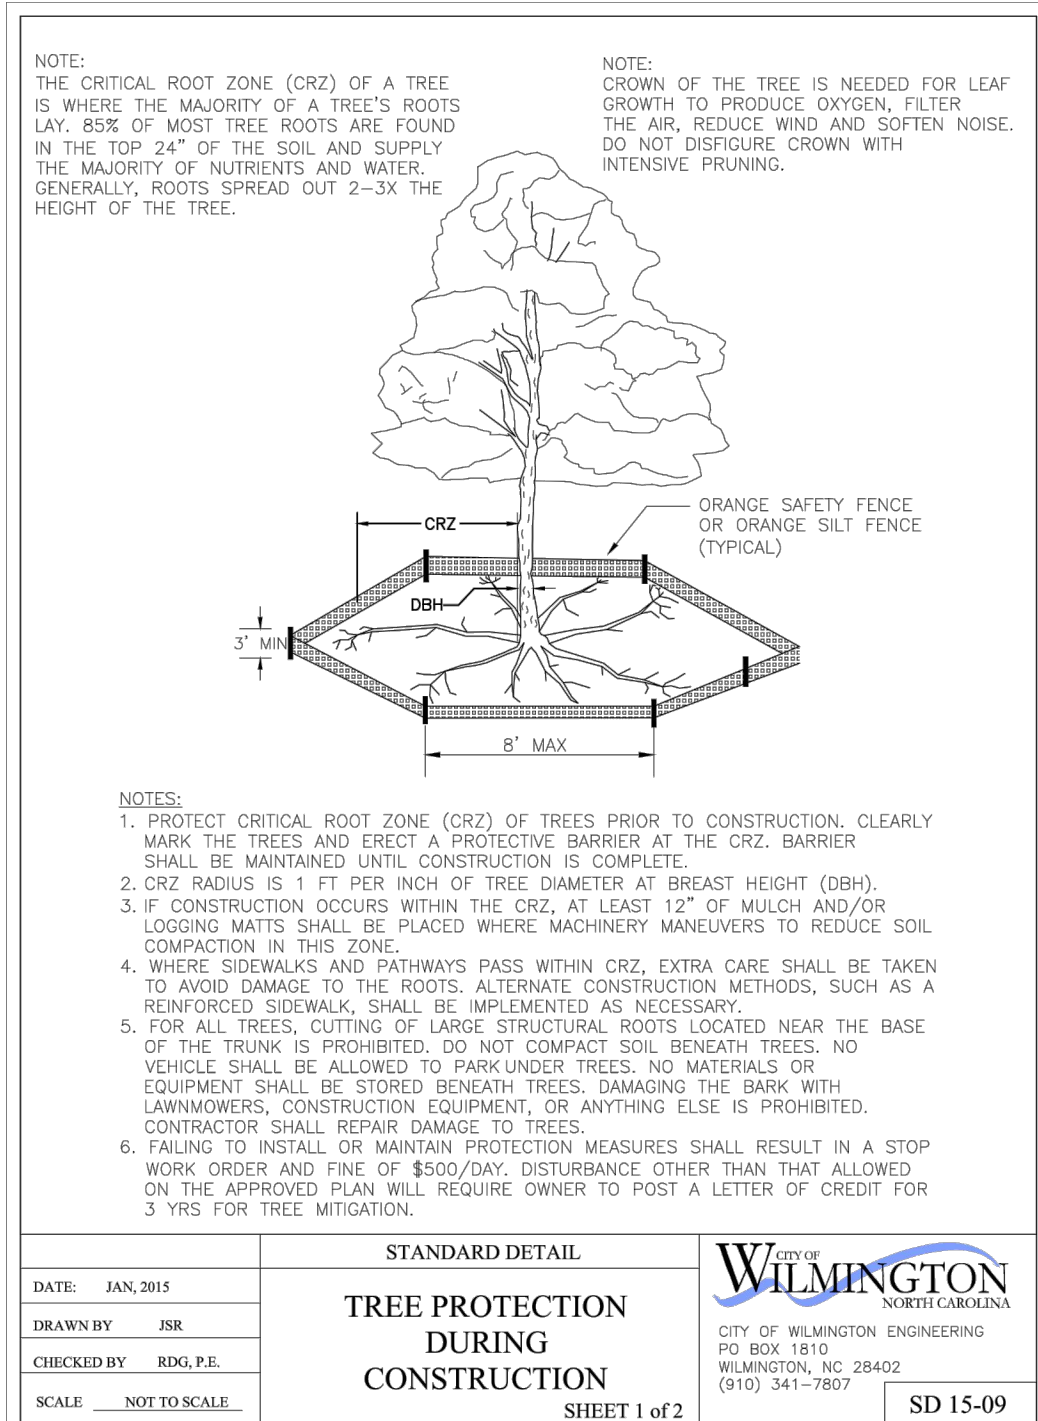 NOTE:
THE CRITICAL ROOT ZONE (CRZ) OF A TREE
IS WHERE THE MAJORITY OF A TREE'S ROOTS
LAY. 85% OF MOST TREE ROOTS ARE FOUND
IN THE TOP 24" OF THE SOIL AND SUPPLY
THE MAJORITY OF NUTRIENTS AND WATER.
GENERALLY, ROOTS SPREAD OUT 2-3X THE
HEIGHT OF THE TREE.
NOTE:
CROWN OF THE TREE IS NEEDED FOR LEAF
GROWTH TO PRODUCE OXYGEN, FILTER
THE AIR, REDUCE WIND AND SOFTEN NOISE.
DO NOT DISFIGURE CROWN WITH
INTENSIVE PRUNING.
ORANGE SAFETY FENCE
OR ORANGE SILT FENCE
(TYPICAL)
CRZ
DBH
3' MIN
8' MAX
NOTES:
1. PROTECT CRITICAL ROOT ZONE (CRZ) OF TREES PRIOR TO CONSTRUCTION. CLEARLY
MARK THE TREES AND ERECT A PROTECTIVE BARRIER AT THE CRZ. BARRIER
SHALL BE MAINTAINED UNTIL CONSTRUCTION IS COMPLETE.
2. CRZ RADIUS IS 1 FT PER INCH OF TREE DIAMETER AT BREAST HEIGHT (DBH).
3. IF CONSTRUCTION OCCURS WITHIN THE CRZ, AT LEAST 12" OF MULCH AND/OR
LOGGING MATTS SHALL BE PLACED WHERE MACHINERY MANEUVERS TO REDUCE SOIL
COMPACTION IN THIS ZONE.
4. WHERE SIDEWALKS AND PATHWAYS PASS WITHIN CRZ, EXTRA CARE SHALL BE TAKEN
TO AVOID DAMAGE TO THE ROOTS. ALTERNATE CONSTRUCTION METHODS, SUCH AS A
REINFORCED SIDEWALK, SHALL BE IMPLEMENTED AS NECESSARY.
5. FOR ALL TREES, CUTTING OF LARGE STRUCTURAL ROOTS LOCATED NEAR THE BASE
OF THE TRUNK IS PROHIBITED. DO NOT COMPACT SOIL BENEATH TREES. NO
VEHICLE SHALL BE ALLOWED TO PARK UNDER TREES. NO MATERIALS OR
EQUIPMENT SHALL BE STORED BENEATH TREES. DAMAGING THE BARK WITH
LAWNMOWERS, CONSTRUCTION EQUIPMENT, OR ANYTHING ELSE IS PROHIBITED.
CONTRACTOR SHALL REPAIR DAMAGE TO TREES.
6. FAILING TO INSTALL OR MAINTAIN PROTECTION MEASURES SHALL RESULT IN A STOP
WORK ORDER AND FINE OF $500/DAY. DISTURBANCE OTHER THAN THAT ALLOWED
ON THE APPROVED PLAN WILL REQUIRE OWNER TO POST A LETTER OF CREDIT FOR
3 YRS FOR TREE MITIGATION.
DATE: JAN, 2015
DRAWN BY JSR
CHECKED BY RDG, P.E.
SCALE NOT TO SCALE
STANDARD DETAIL
TREE PROTECTION
DURING
CONSTRUCTION
SHEET 1 of 2
CITY OF
WILMINGTON
NORTH CAROLINA
CITY OF WILMINGTON ENGINEERING
PO BOX 1810
WILMINGTON, NC 28402
(910) 341-7807
SD 15-09